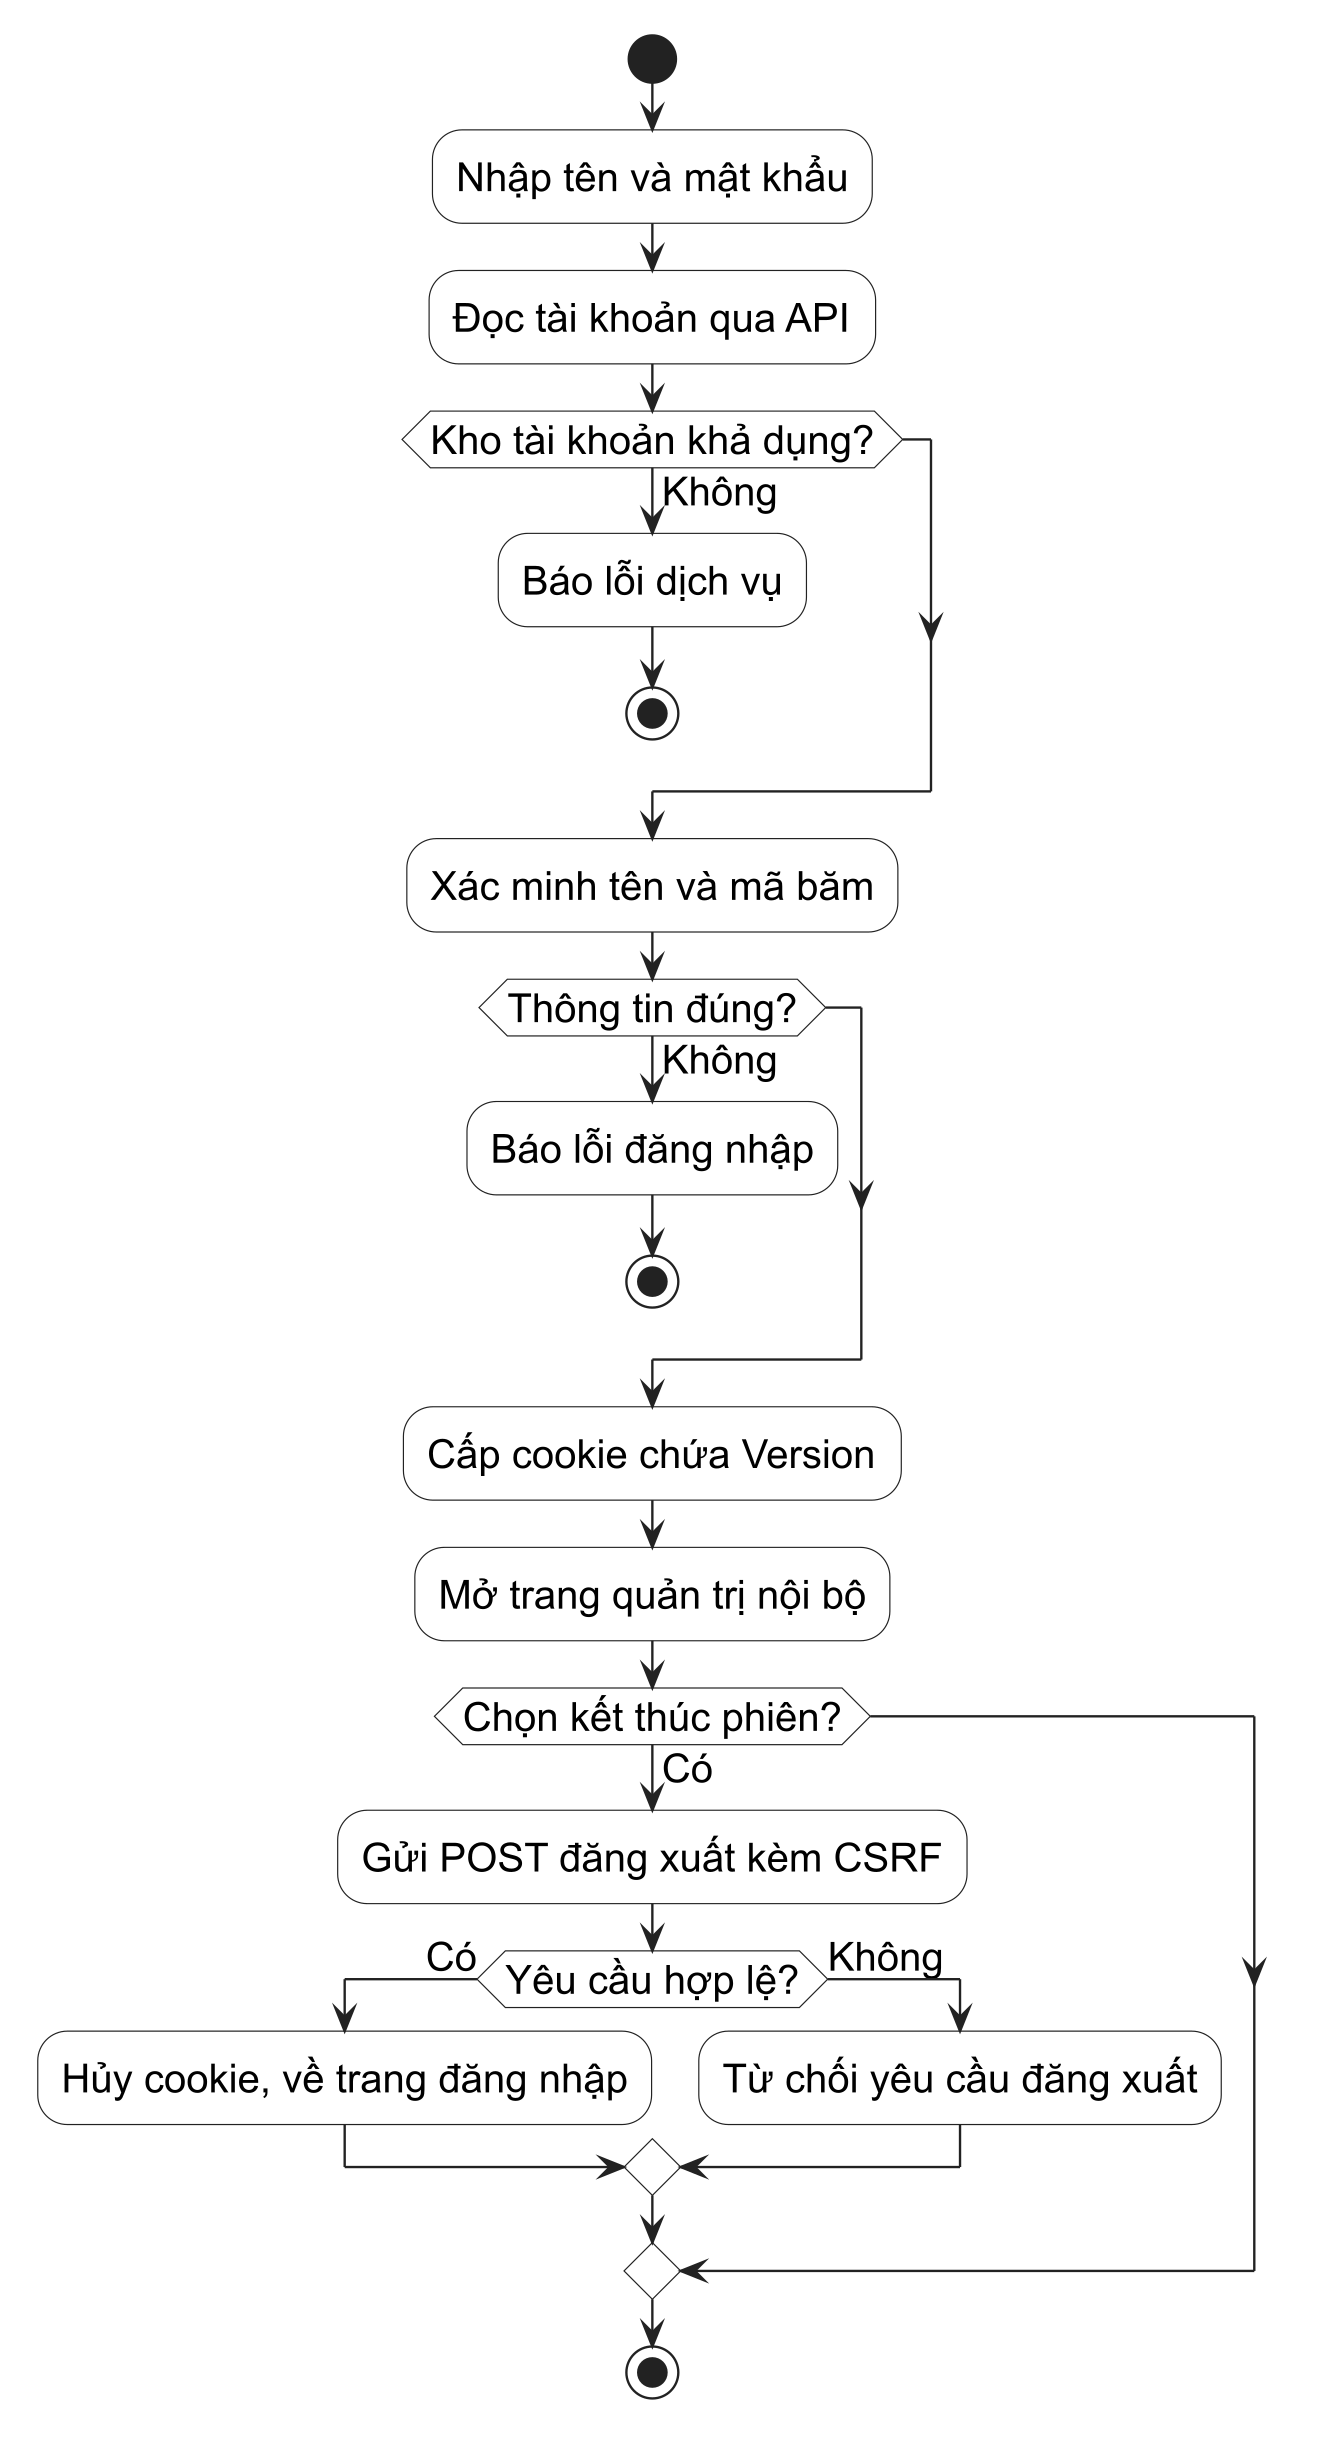 Nhập tên và mật khẩu
Đọc tài khoản qua API
Kho tài khoản khả dụng?
Không
Báo lỗi dịch vụ
Xác minh tên và mã băm
Thông tin đúng?
Không
Báo lỗi đăng nhập
Cấp cookie chứa Version
Mở trang quản trị nội bộ
Chọn kết thúc phiên?
Có
Gửi POST đăng xuất kèm CSRF
Có
Yêu cầu hợp lệ?
Không
Hủy cookie, về trang đăng nhập
Từ chối yêu cầu đăng xuất